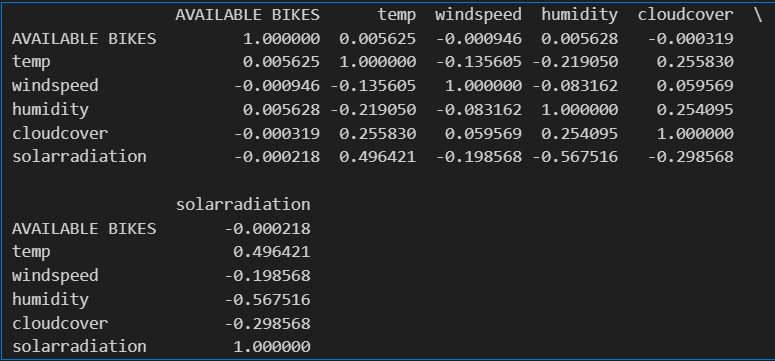 AVAILABLE BIKES temp windspeed humidity cloudcover \
AVAILABLE BIKES 1.000000 0.005625 -0.000946 0.005628 -0.000319
temp 0.005625 1.000000 -0.135605 -0.219050 0.255830
windspeed -0.000946 -0.135605 1.000000 -0.083162 0.059569
humidity 0.005628 -0.219050 -0.083162 1.000000 0.254095
cloudcover -0.000319 0.255830 0.059569 0.254095 1.000000
solarradiation -0.000218 0.496421 -0.198568 -0.567516 -0.298568
solarradiation
AVAILABLE BIKES -0.000218
temp 0.496421
windspeed -0.198568
humidity -0.567516
cloudcover -0.298568
solarradiation 1.000000